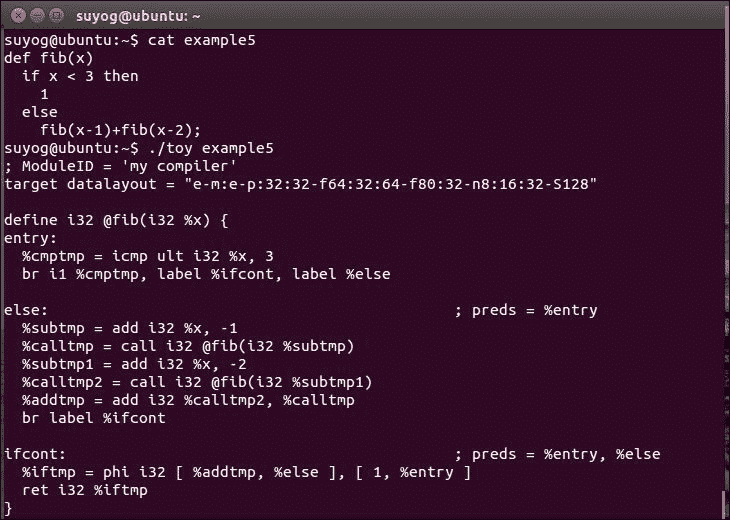 suyog@ubuntu: ~
suyog@ubuntu:~$ cat example5
def fib(x)
  if x < 3 then
    1
  else
    fib(x-1)+fib(x-2);
suyog@ubuntu:~$ ./toy example5
; ModuleID = 'my compiler'
target datalayout = "e-m:e-p:32:32-f64:32:64-f80:32-n8:16:32-S128"

define i32 @fib(i32 %x) {
entry:
  %cmptmp = icmp ult i32 %x, 3
  br i1 %cmptmp, label %ifcont, label %else

else:                                             ; preds = %entry
  %subtmp = add i32 %x, -1
  %calltmp = call i32 @fib(i32 %subtmp)
  %subtmp1 = add i32 %x, -2
  %calltmp2 = call i32 @fib(i32 %subtmp1)
  %addtmp = add i32 %calltmp2, %calltmp
  br label %ifcont

ifcont:                                           ; preds = %entry, %else
  %iftmp = phi i32 [ %addtmp, %else ], [ 1, %entry ]
  ret i32 %iftmp
}